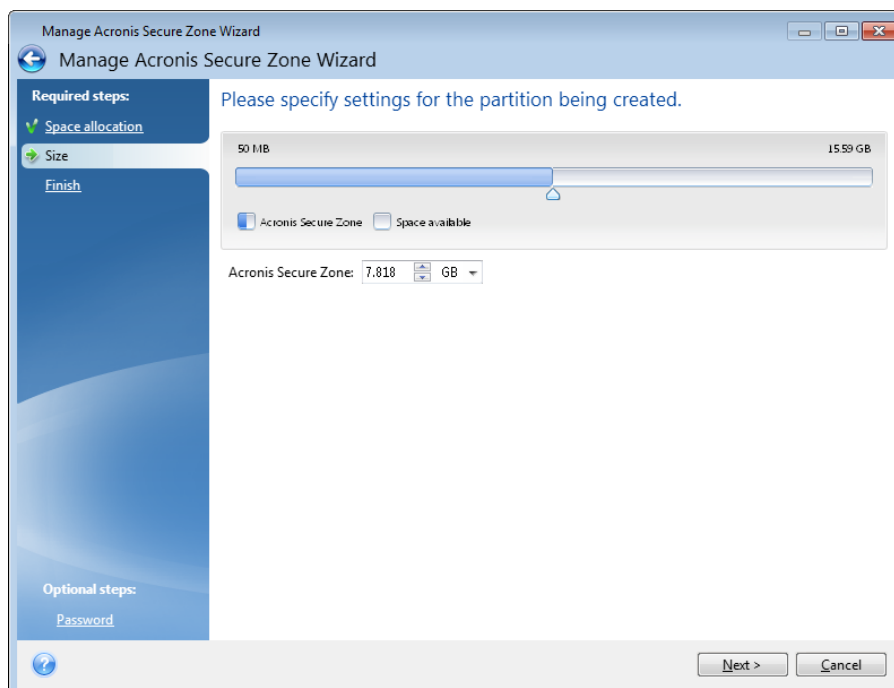 Manage Acronis Secure Zone Wizard
Manage Acronis Secure Zone Wizard
Required steps:
Space allocation
Size
Finish
Please specify settings for the partition being created.
50 MB 15.59 GB
Acronis Secure Zone Space available
Acronis Secure Zone: 7.818 GB
Optional steps:
Password
? Next > Cancel